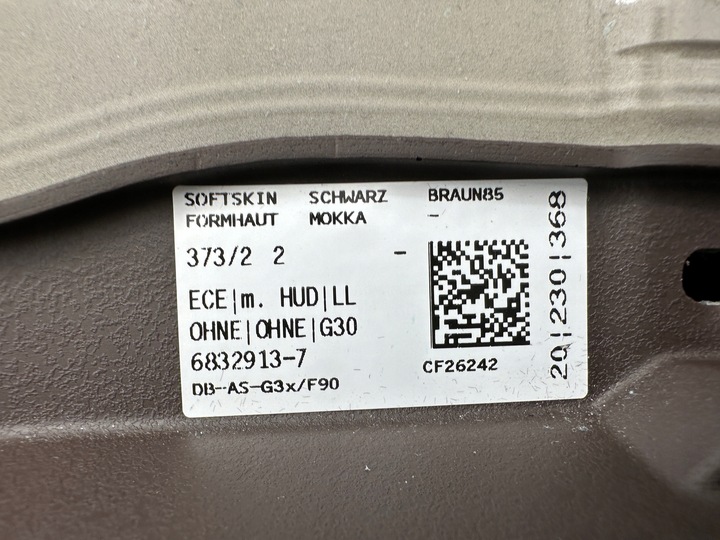 SOFTSKIN SCHWARZ BRAUN85
FORMHAUT MOKKA -
373/2 2 -
ECE|m. HUD|LL
OHNE|OHNE|G30
6832913-7
DB-AS-G3x/F90
CF26242
20|230|368